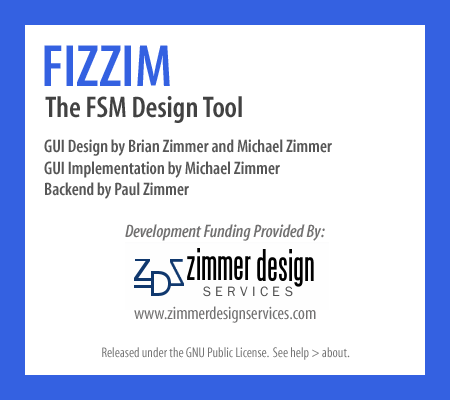 FIZZIM
The FSM Design Tool
GUI Design by Brian Zimmer and Michael Zimmer
GUI Implementation by Michael Zimmer
Backend by Paul Zimmer
Development Funding Provided By:
ZDS zimmer design
SERVICES
www.zimmerdesignservices.com
Released under the GNU Public License. See help > about.